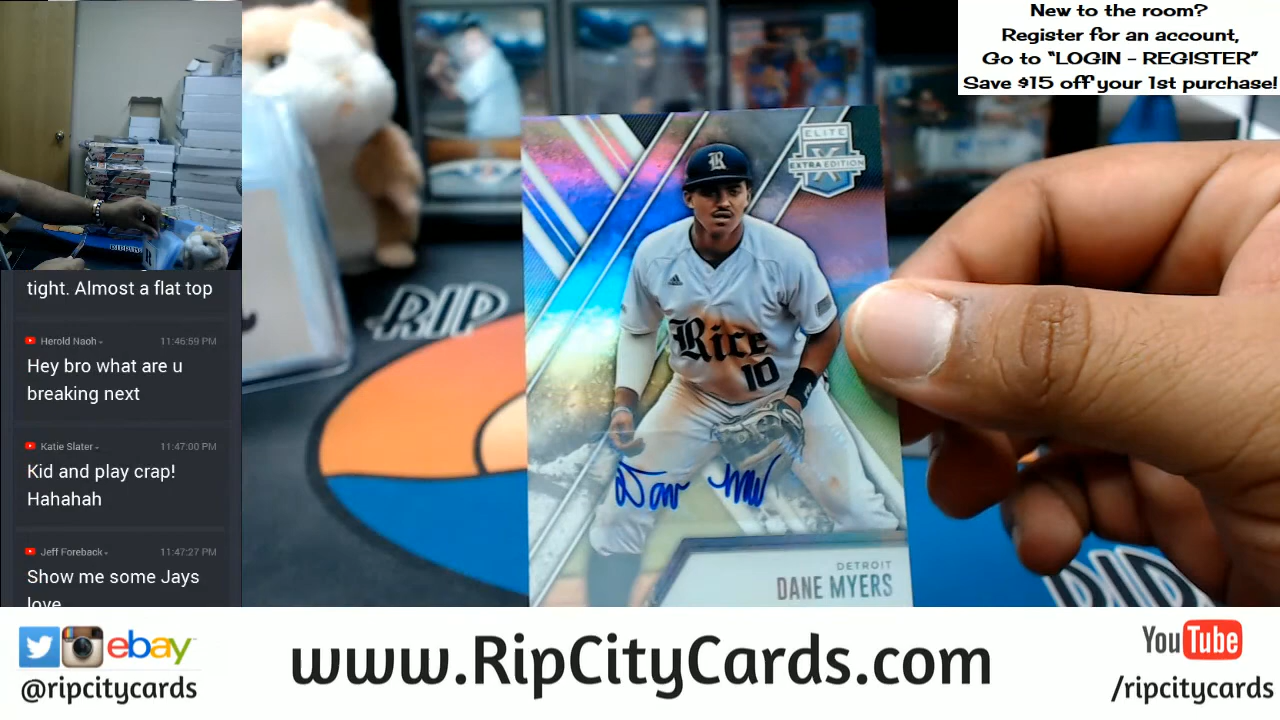 New to the room?
Register for an account,
Go to “LOGIN - REGISTER”
Save $15 off your 1st purchase!
RIPPING
tight. Almost a flat top
Herold Naoh
11:46:59 PM
Hey bro what are u
breaking next
Katie Slater
11:47:00 PM
Kid and play crap!
Hahahah
Jeff Foreback
11:47:27 PM
Show me some Jays
love
RIP
ELITE
X
EXTRA EDITION
R
Rice
10
DETROIT
DANE MYERS
RIP
ebay
@ripcitycards
www.RipCityCards.com
YouTube
/ripcitycards